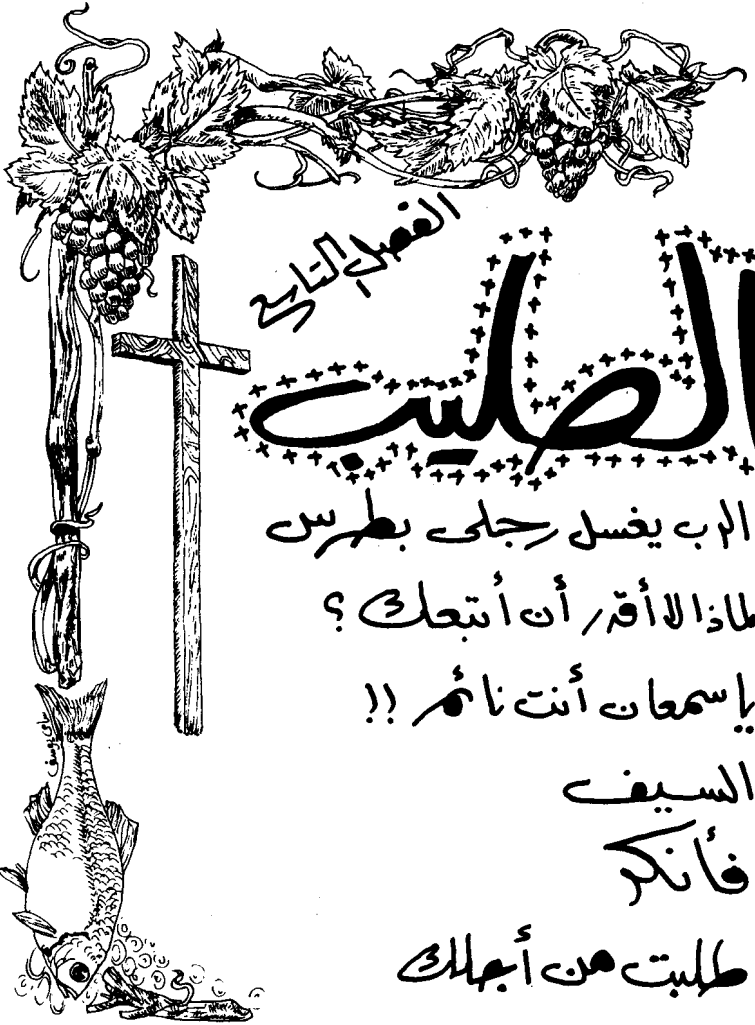 الفصل التاسع
الصليب
الرب يغسل رجلى بطرس
لماذا لا أقدر أن أتبعك ؟
يا سمعان أنت نائم !!
السيف
فأنكر
طلبت من أجلك